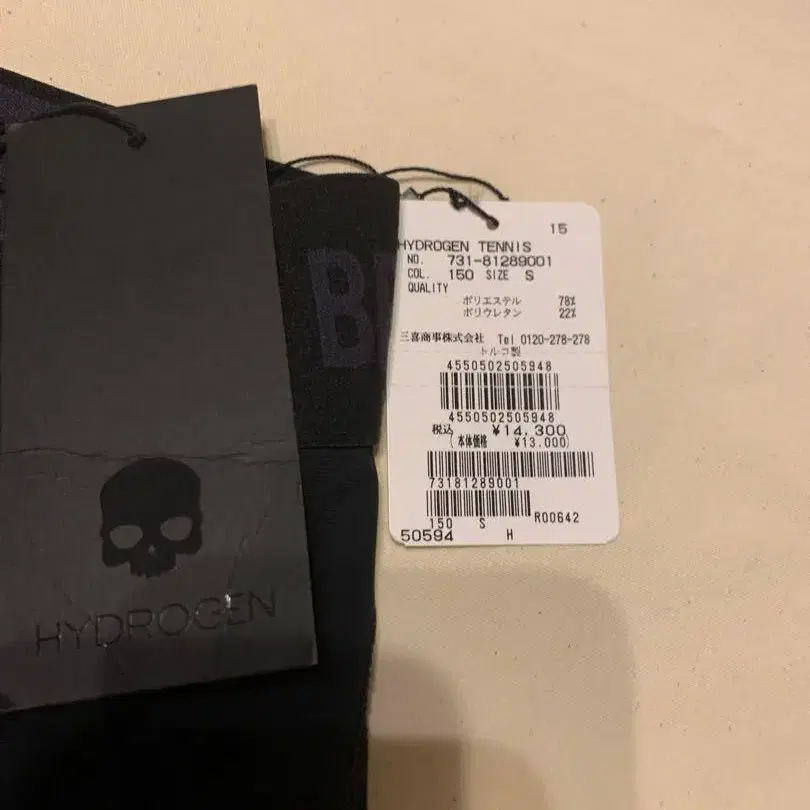 HYDROGEN
B
15
HYDROGEN TENNIS
NO. 731-81289001
COL. 150 SIZE S
QUALITY
ポリエステル 78%
ポリウレタン 22%
三喜商事株式会社 Tel 0120-278-278
トルコ製
4550502505948
4550502505948
税込 ¥14,300
(本体価格 ¥13,000)
73181289001
150 S R00642
50594 H